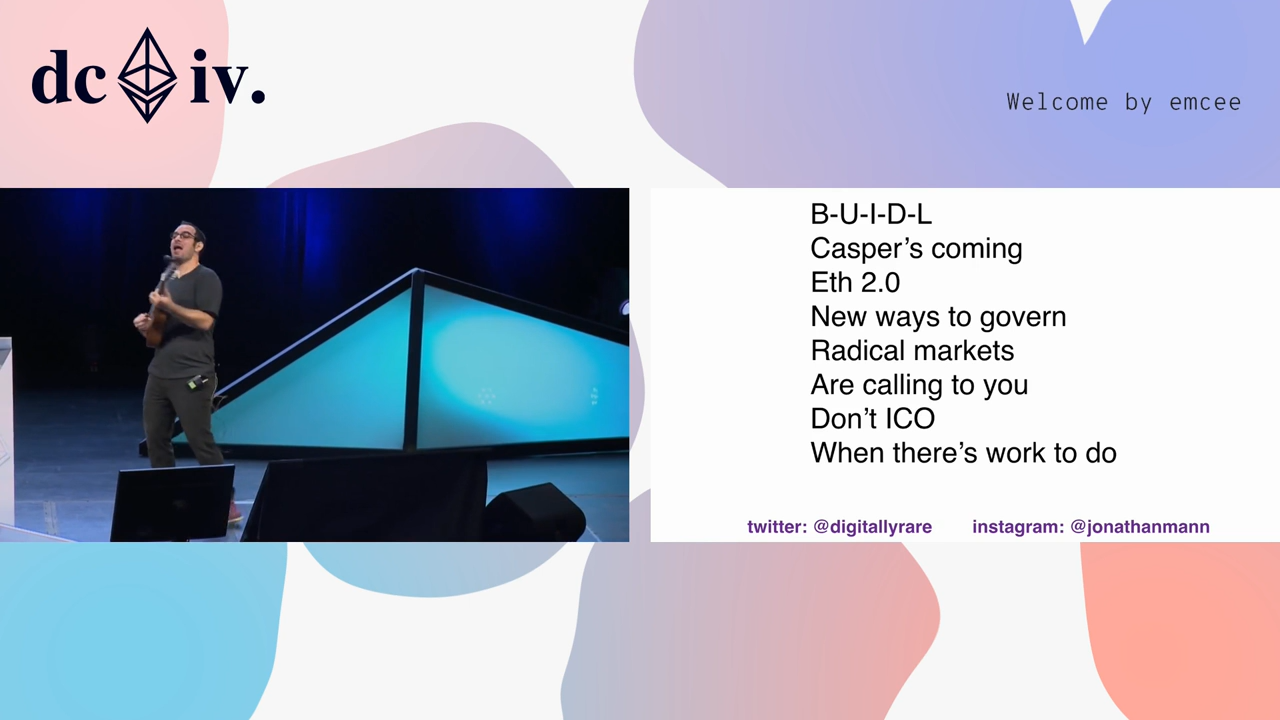 dc iv.
Welcome by emcee
B-U-I-D-L
Casper’s coming
Eth 2.0
New ways to govern
Radical markets
Are calling to you
Don’t ICO
When there’s work to do
twitter: @digitallyrare instagram: @jonathanmann